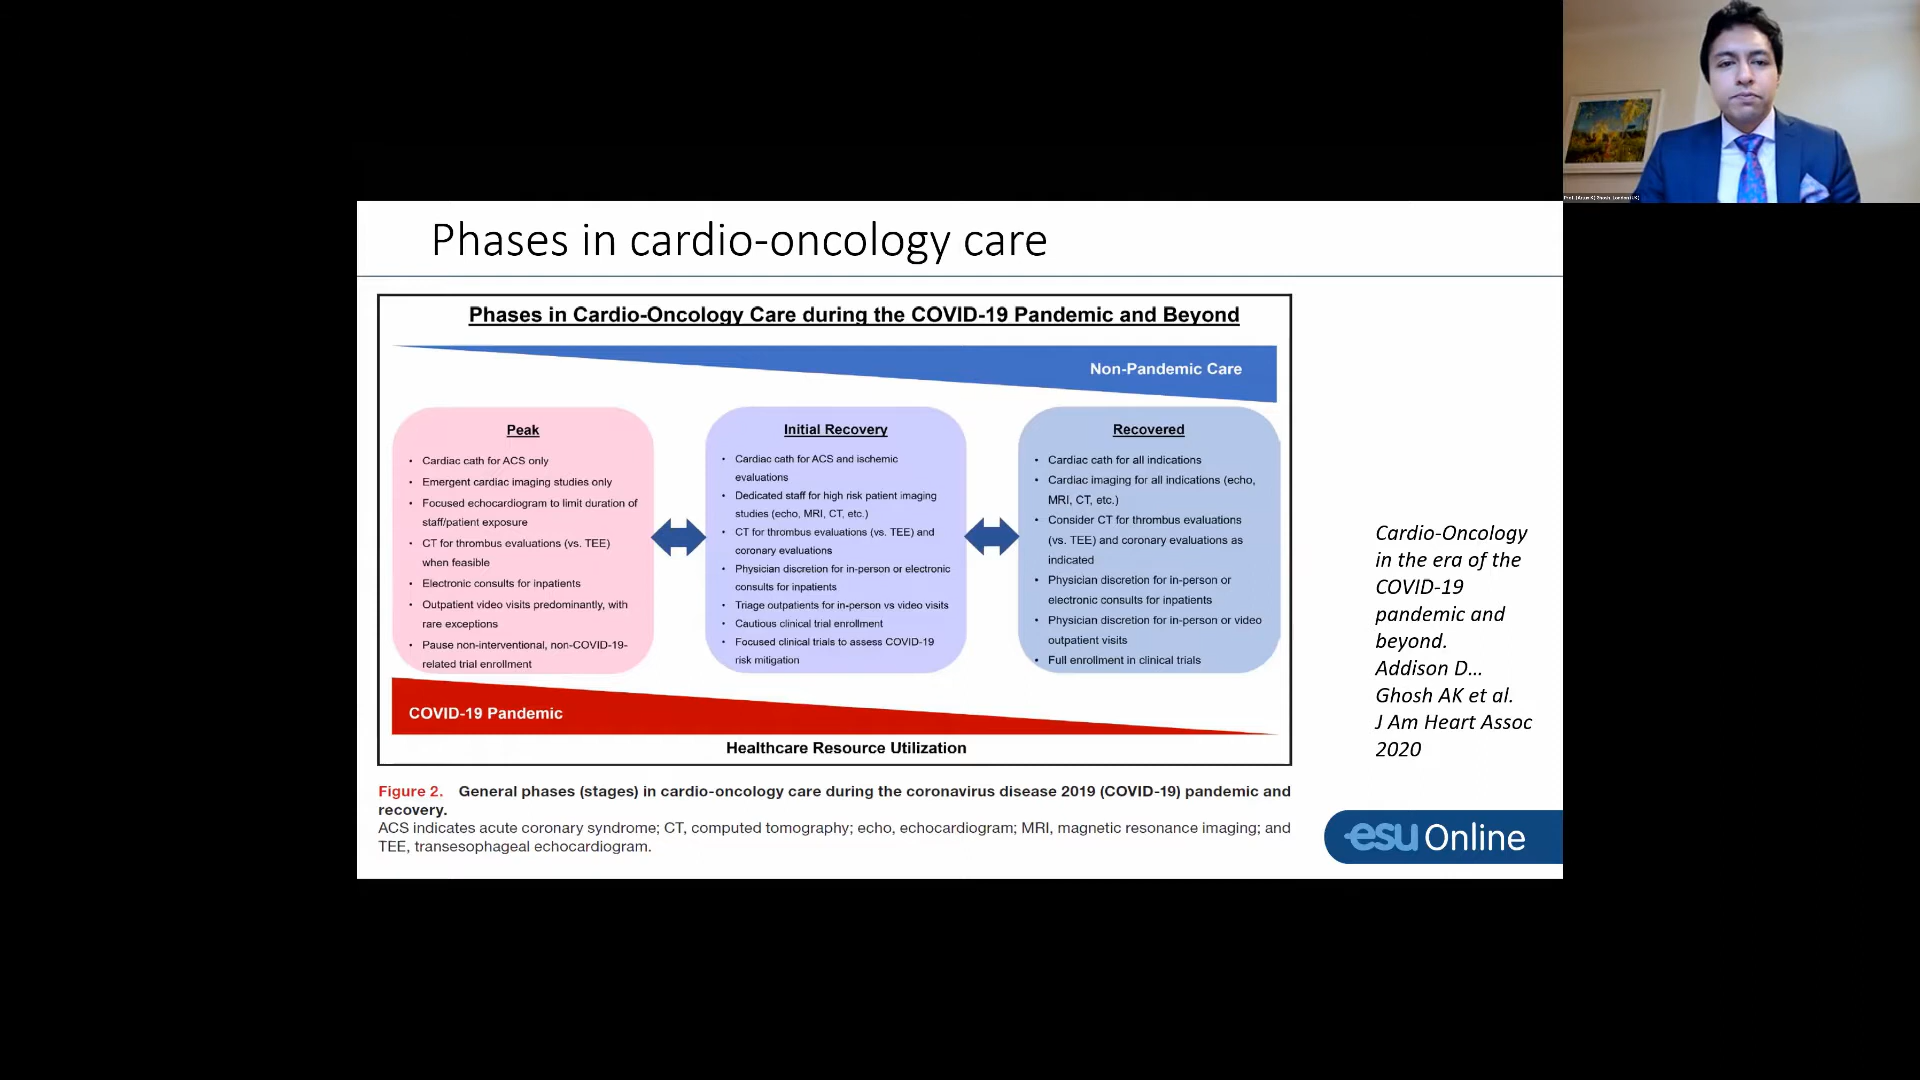 Phases in cardio-oncology care
Phases in Cardio-Oncology Care during the COVID-19 Pandemic and Beyond
Non-Pandemic Care
Peak
• Cardiac cath for ACS only
• Emergent cardiac imaging studies only
• Focused echocardiogram to limit duration of
staff/patient exposure
• CT for thrombus evaluations (vs. TEE)
when feasible
• Electronic consults for inpatients
• Outpatient video visits predominantly, with
rare exceptions
• Pause non-interventional, non-COVID-19-
related trial enrollment
Initial Recovery
• Cardiac cath for ACS and ischemic
evaluations
• Dedicated staff for high risk patient imaging
studies (echo, MRI, CT, etc.)
• CT for thrombus evaluations (vs. TEE) and
coronary evaluations
• Physician discretion for in-person or electronic
consults for inpatients
• Triage outpatients for in-person vs video visits
• Cautious clinical trial enrollment
• Focused clinical trials to assess COVID-19
risk mitigation
Recovered
• Cardiac cath for all indications
• Cardiac imaging for all indications (echo,
MRI, CT, etc.)
• Consider CT for thrombus evaluations
(vs. TEE) and coronary evaluations as
indicated
• Physician discretion for in-person or
electronic consults for inpatients
• Physician discretion for in-person or video
outpatient visits
• Full enrollment in clinical trials
COVID-19 Pandemic
Healthcare Resource Utilization
Figure 2. General phases (stages) in cardio-oncology care during the coronavirus disease 2019 (COVID-19) pandemic and
recovery.
ACS indicates acute coronary syndrome; CT, computed tomography; echo, echocardiogram; MRI, magnetic resonance imaging; and
TEE, transesophageal echocardiogram.
Cardio-Oncology
in the era of the
COVID-19
pandemic and
beyond.
Addison D...
Ghosh AK et al.
J Am Heart Assoc
2020
esu Online